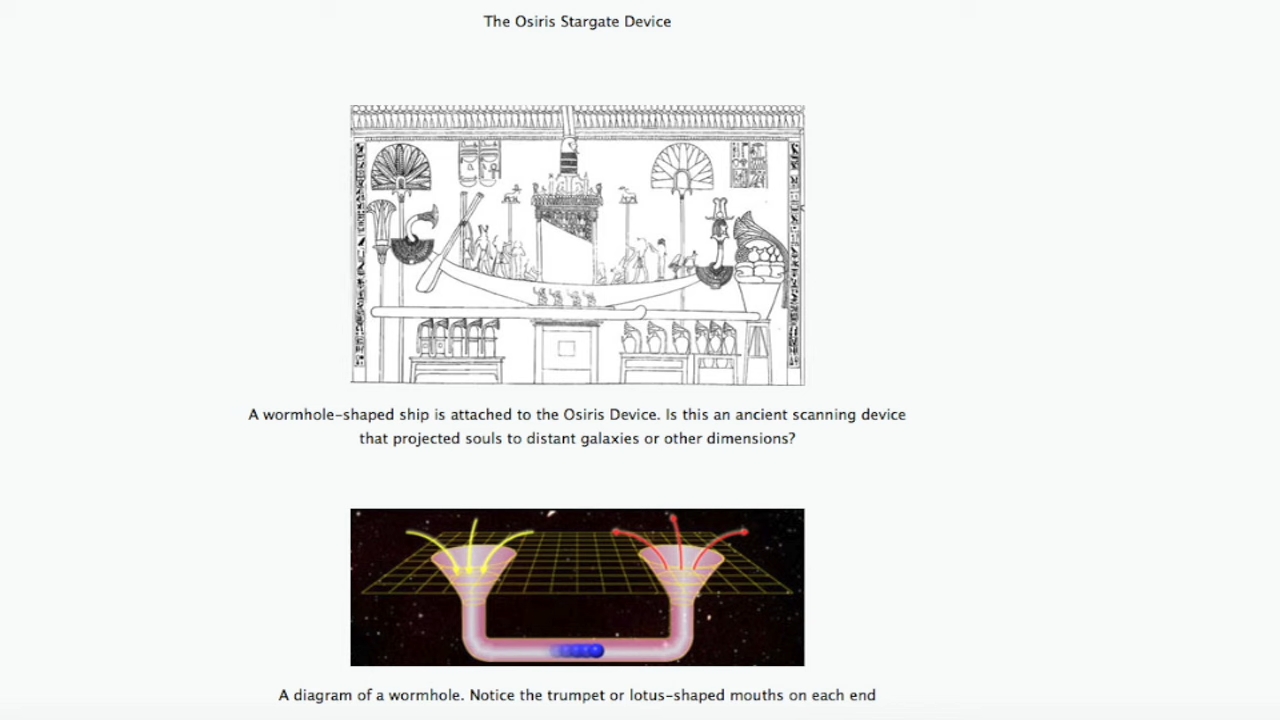 The Osiris Stargate Device
A wormhole-shaped ship is attached to the Osiris Device. Is this an ancient scanning device
that projected souls to distant galaxies or other dimensions?
A diagram of a wormhole. Notice the trumpet or lotus-shaped mouths on each end